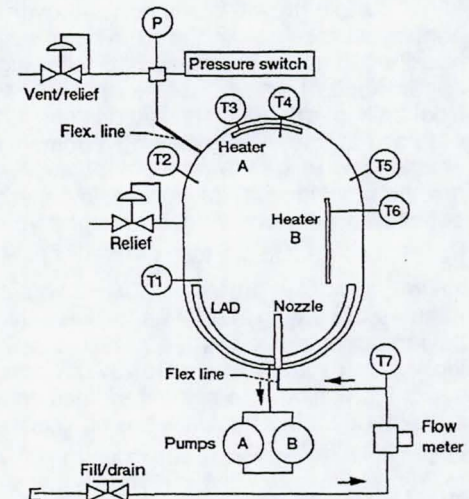 P
Pressure switch
Vent/relief
T3
T4
Flex. line
Heater
A
T2
T5
Heater
B
T6
Relief
T1
LAD
Nozzle
T7
Flex line
Pumps
A
B
Flow
meter
Fill/drain